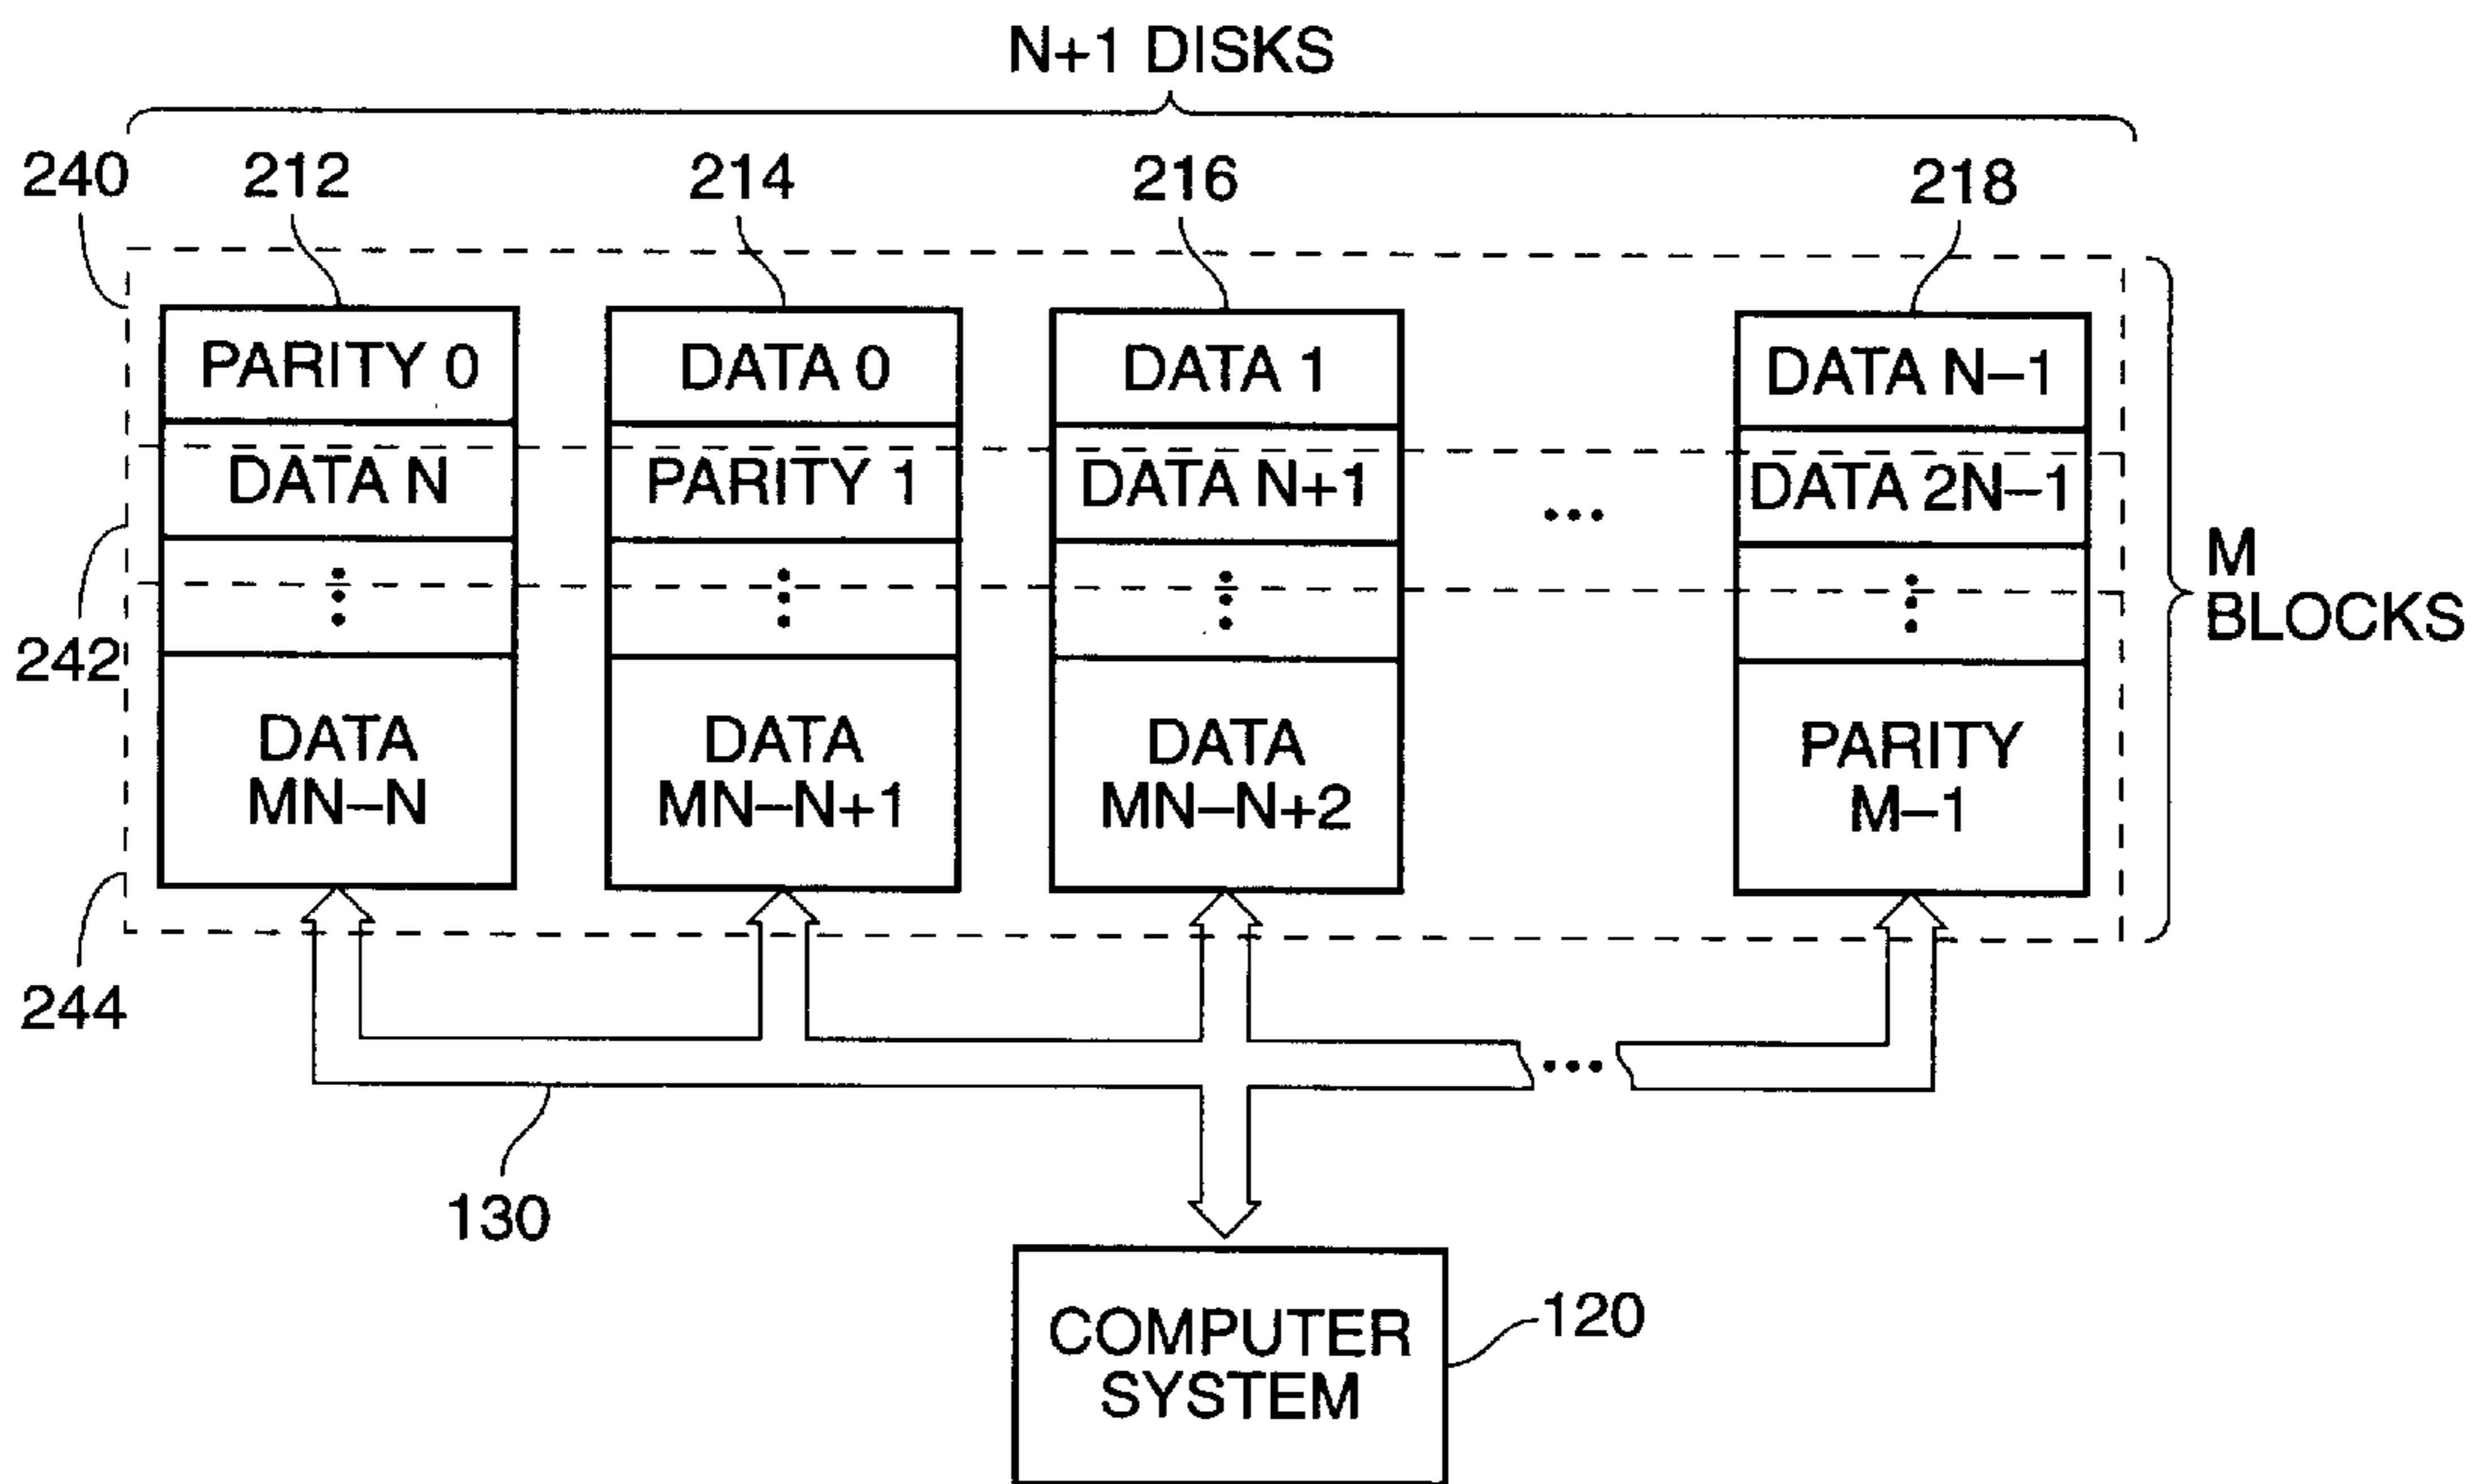 N+1 DISKS
240
212
214
216
218
PARITY 0
DATA 0
DATA 1
DATA N–1
DATA N
PARITY 1
DATA N+1
...
DATA 2N–1
242
M
BLOCKS
DATA
MN–N
DATA
MN–N+1
DATA
MN–N+2
PARITY
M–1
244
...
130
COMPUTER
SYSTEM
120